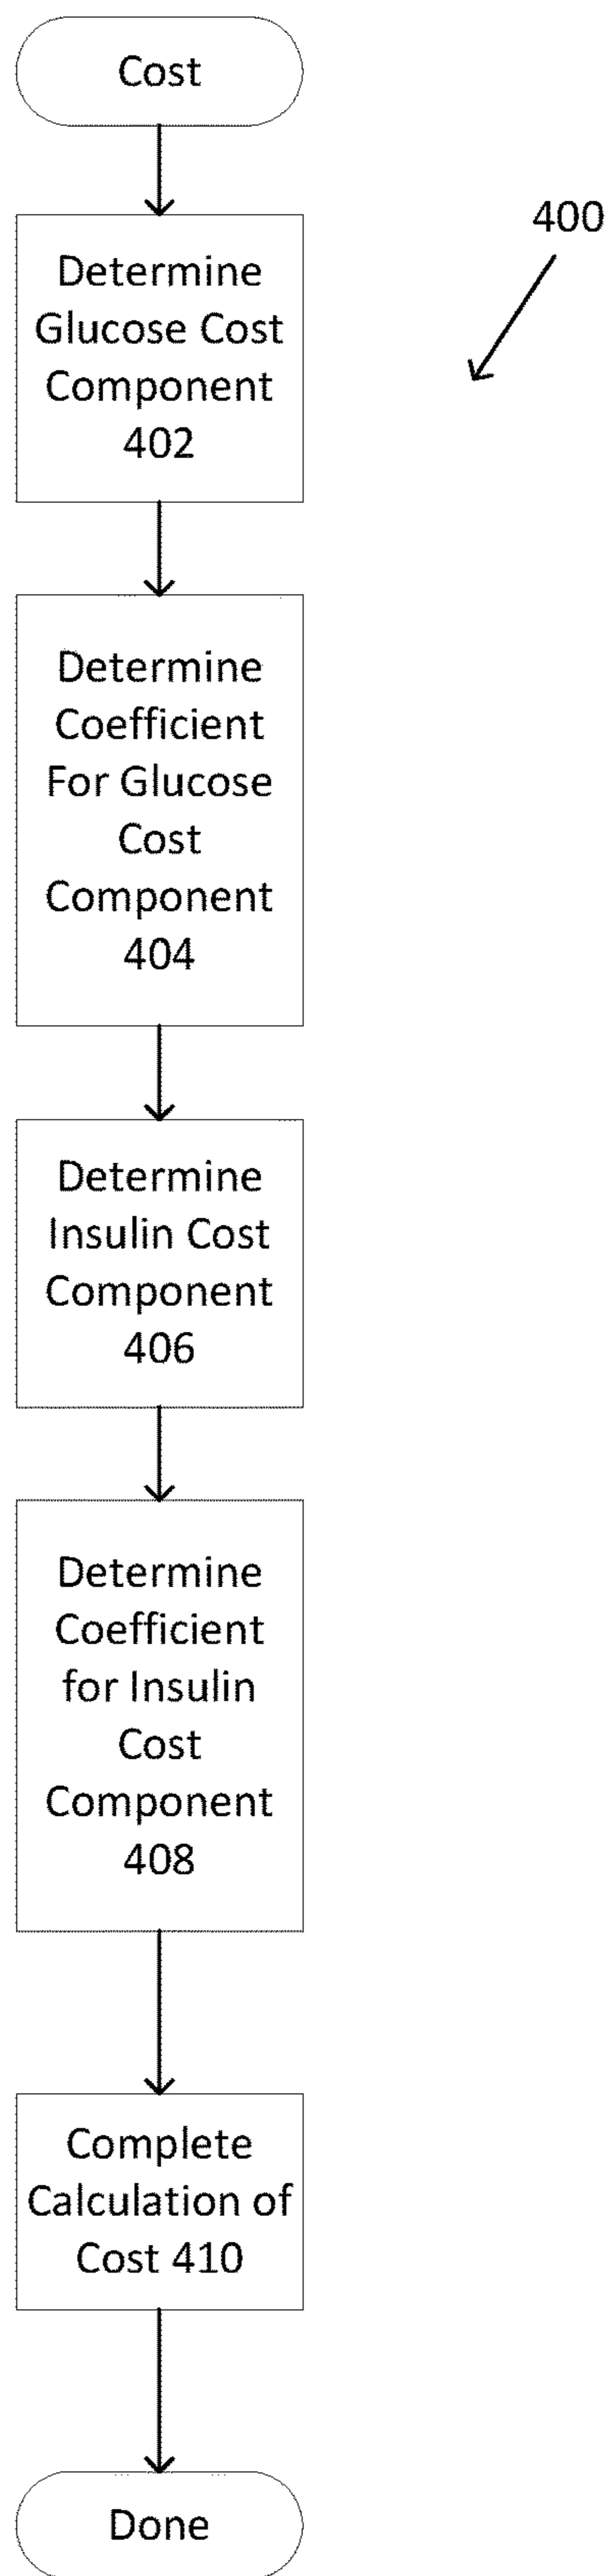 Cost
400
Determine
Glucose Cost
Component
402
Determine
Coefficient
For Glucose
Cost
Component
404
Determine
Insulin Cost
Component
406
Determine
Coefficient
for Insulin
Cost
Component
408
Complete
Calculation of
Cost 410
Done